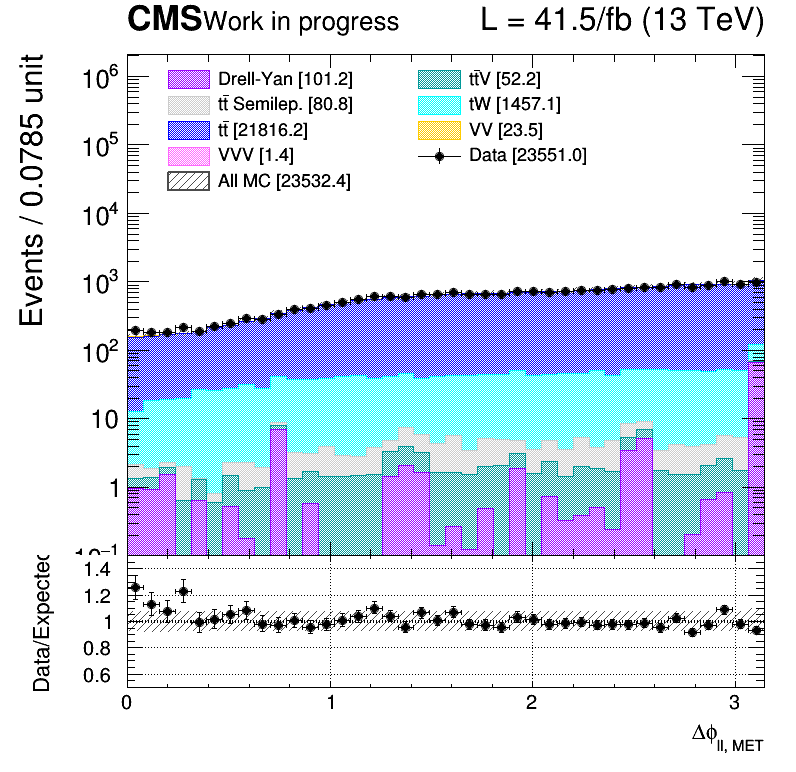 CMS Work in progress L = 41.5/fb (13 TeV)
Events / 0.0785 unit
10⁶
10⁵
10⁴
10³
10²
10
1
10⁻¹
Drell-Yan [101.2]
tt̄ Semilep. [80.8]
tt̄ [21816.2]
VVV [1.4]
All MC [23532.4]
tt̄V [52.2]
tW [1457.1]
VV [23.5]
Data [23551.0]
Data/Expected
1.4
1.2
1
0.8
0.6
0 1 2 3
Δϕ_ll, MET